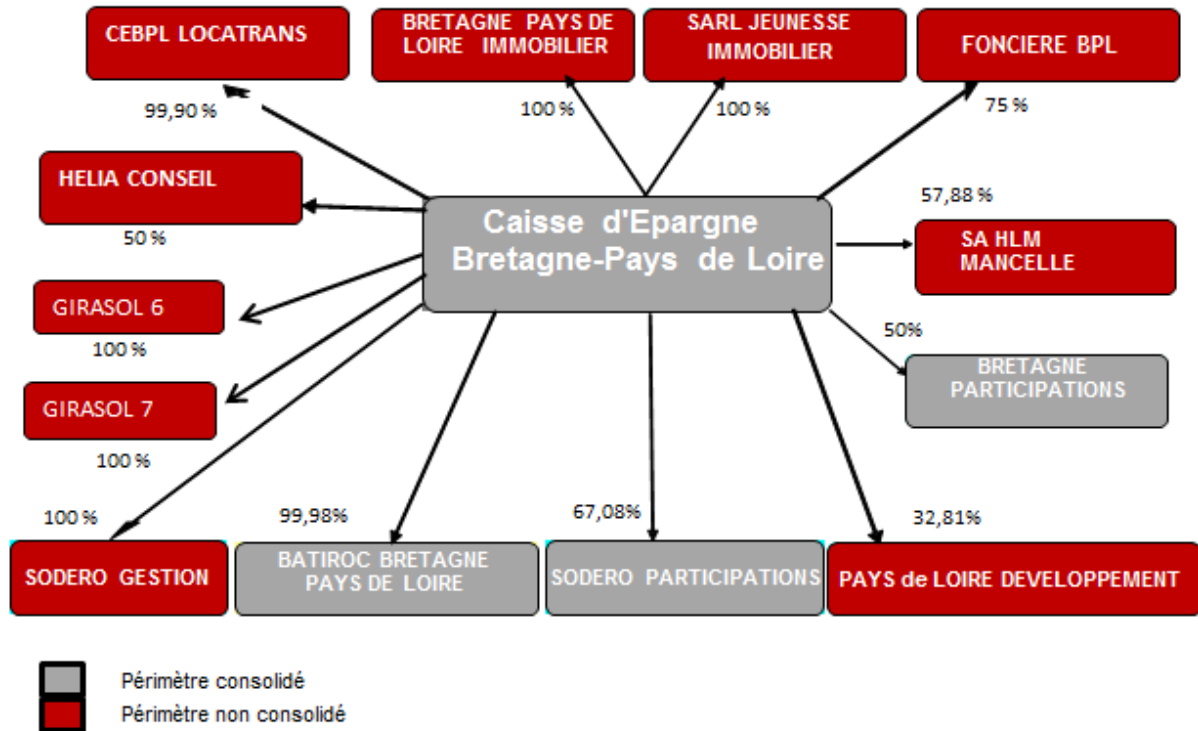 CEBPL LOCATRANS
99,90 %
BRETAGNE PAYS DE
LOIRE IMMOBILIER
100 %
SARL JEUNESSE
IMMOBILIER
100 %
FONCIERE BPL
75 %
HELIA CONSEIL
50 %
Caisse d'Epargne
Bretagne-Pays de Loire
57,88 %
SA HLM
MANCELLE
GIRASOL 6
100 %
50%
BRETAGNE
PARTICIPATIONS
GIRASOL 7
100 %
100 %
SODERO GESTION
99,98%
BATIROC BRETAGNE
PAYS DE LOIRE
67,08%
SODERO PARTICIPATIONS
32,81%
PAYS de LOIRE DEVELOPPEMENT
Périmètre consolidé
Périmètre non consolidé